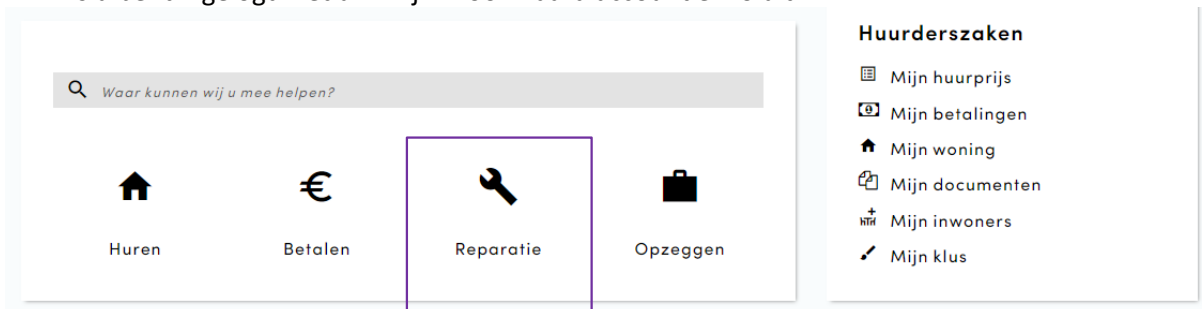 Waar kunnen wij u mee helpen?
Huren
Betalen
Reparatie
Opzeggen
Huurderszaken
Mijn huurprijs
Mijn betalingen
Mijn woning
Mijn documenten
Mijn inwoners
Mijn klus